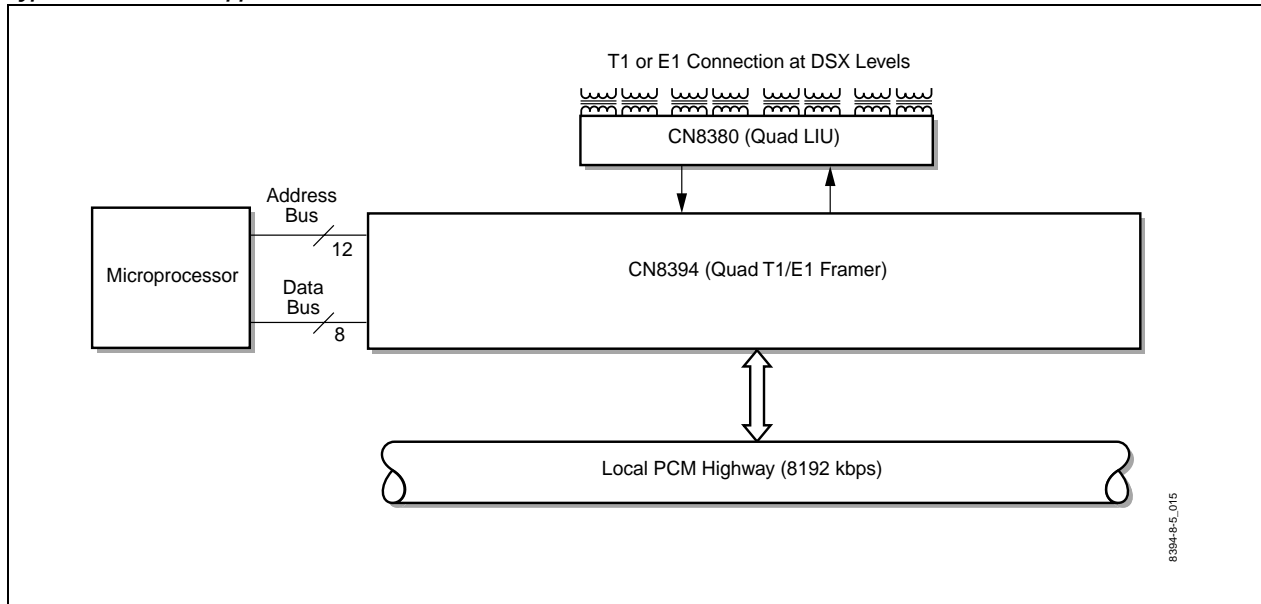 T1 or E1 Connection at DSX Levels
CN8380 (Quad LIU)
Address
Bus
12
Microprocessor
CN8394 (Quad T1/E1 Framer)
Data
Bus
8
Local PCM Highway (8192 kbps)
8394-8-5_015